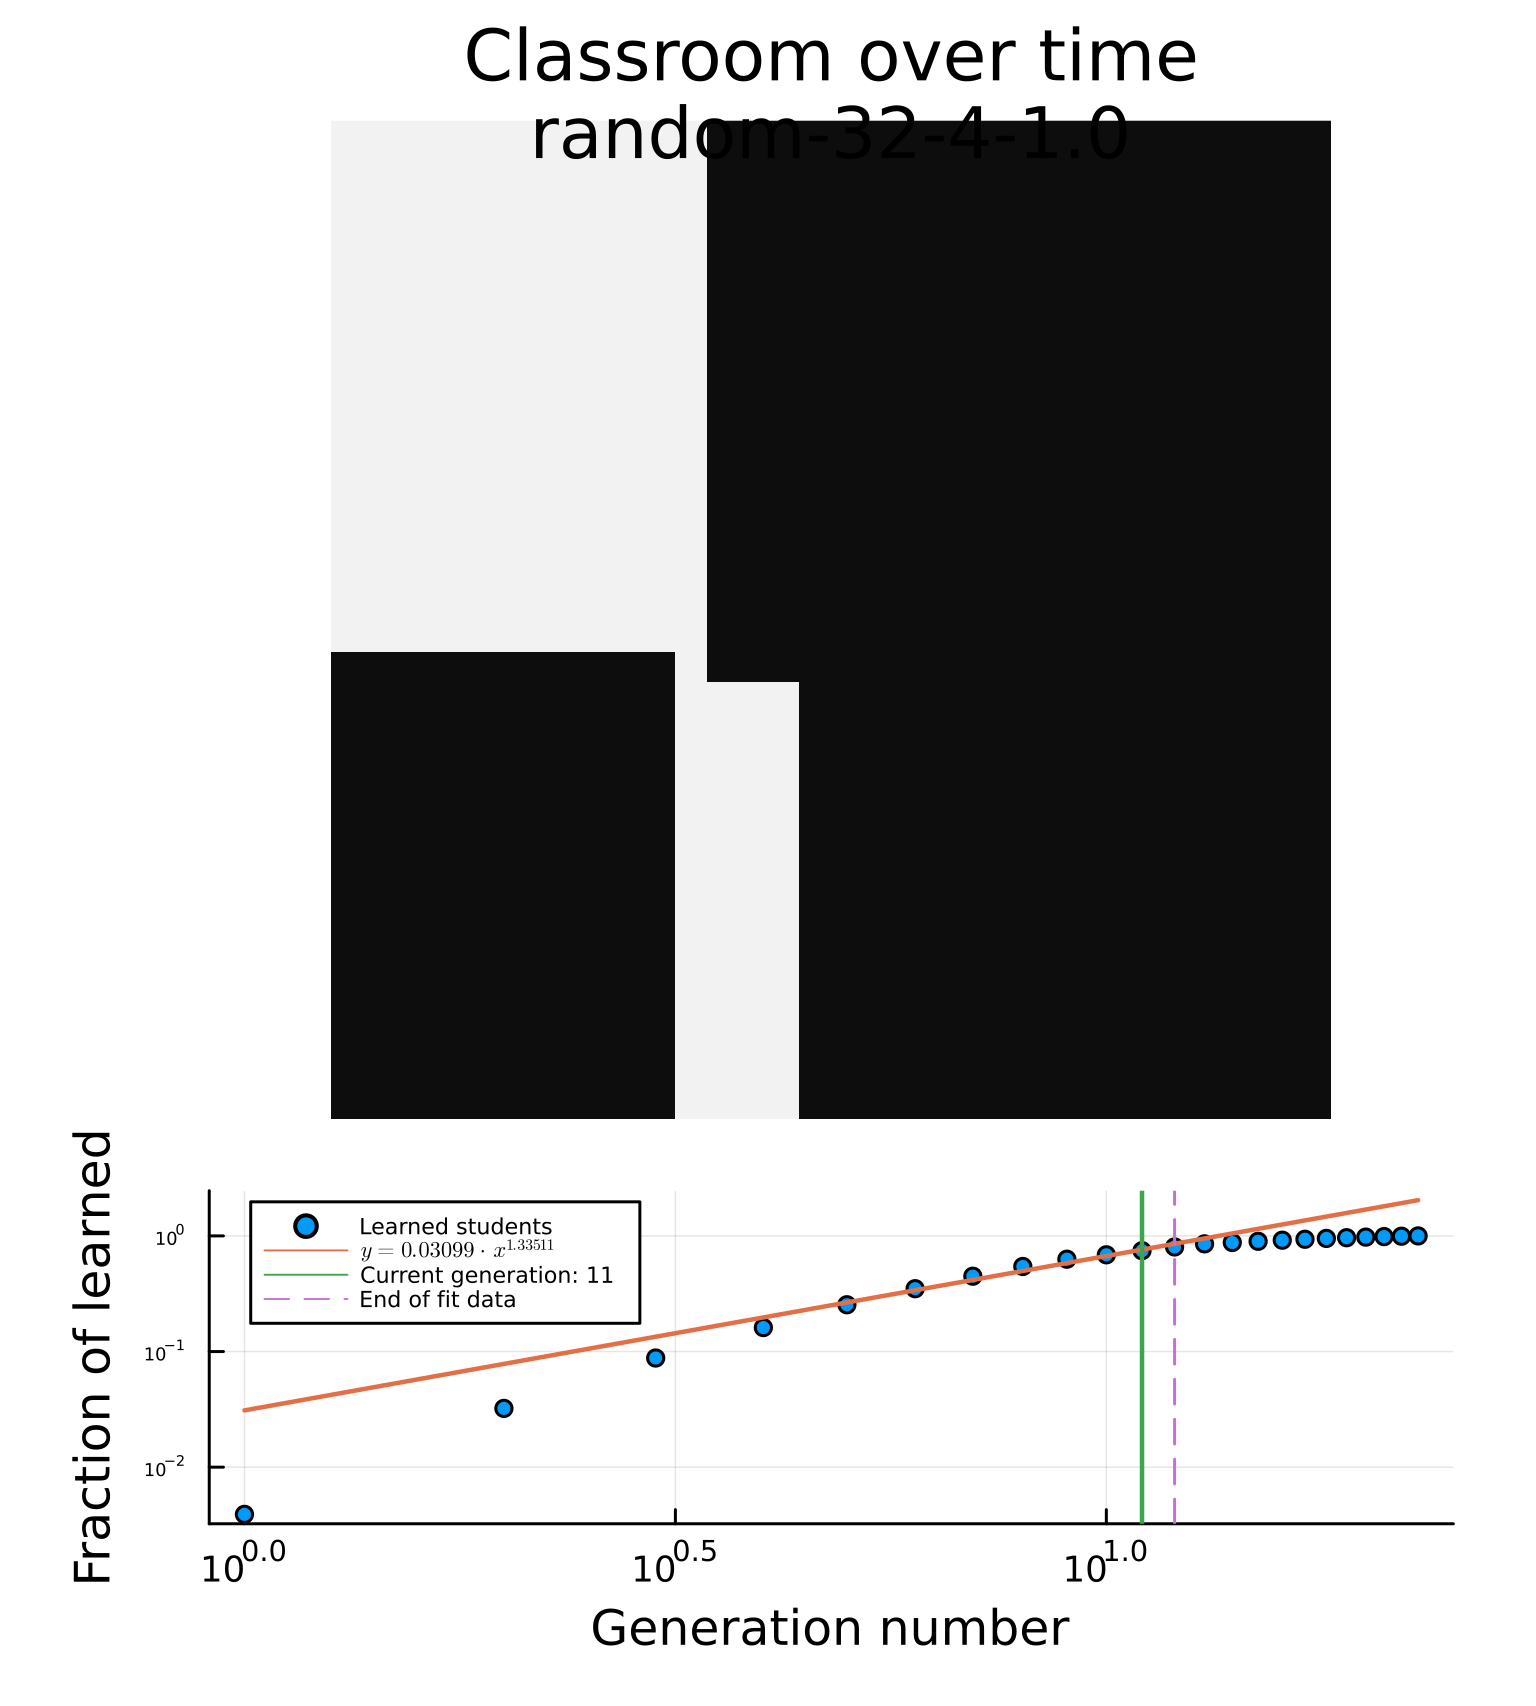 Classroom over time
random-32-4-1.0
Fraction of learned
10^0
10^-1
10^-2
Learned students
y = 0.03099 · x^1.33511
Current generation: 11
End of fit data
10^0.0 10^0.5 10^1.0
Generation number